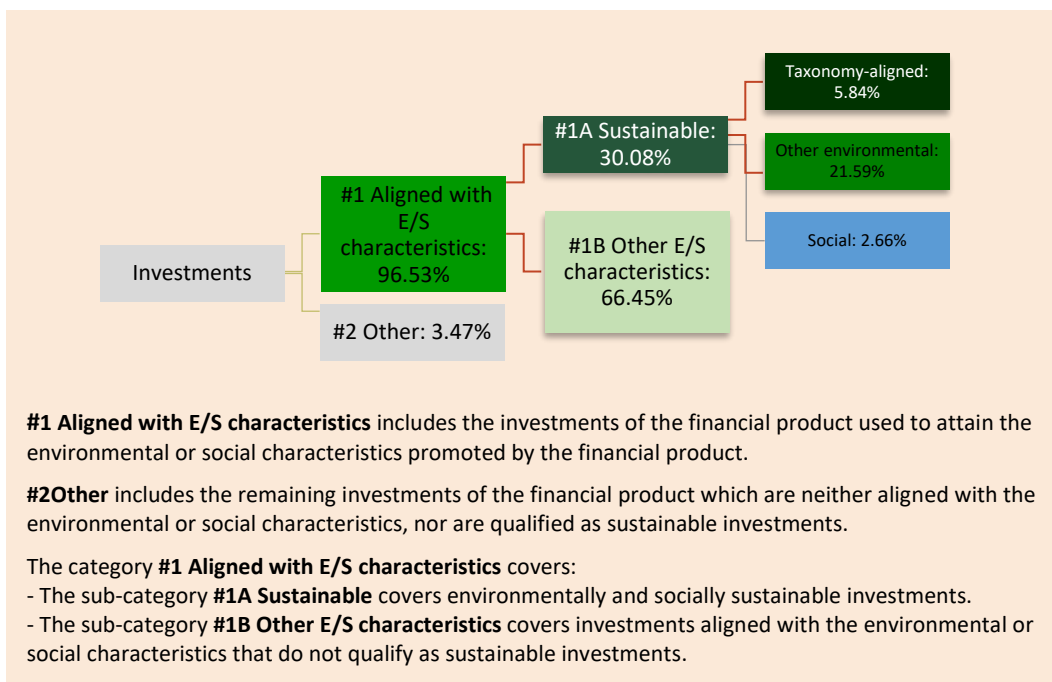 Taxonomy-aligned:
5.84%
#1A Sustainable:
30.08%
Other environmental:
21.59%
#1 Aligned with
E/S
characteristics:
96.53%
#1B Other E/S
characteristics:
66.45%
Social: 2.66%
Investments
#2 Other: 3.47%
#1 Aligned with E/S characteristics includes the investments of the financial product used to attain the
environmental or social characteristics promoted by the financial product.
#2Other includes the remaining investments of the financial product which are neither aligned with the
environmental or social characteristics, nor are qualified as sustainable investments.
The category #1 Aligned with E/S characteristics covers:
- The sub-category #1A Sustainable covers environmentally and socially sustainable investments.
- The sub-category #1B Other E/S characteristics covers investments aligned with the environmental or
social characteristics that do not qualify as sustainable investments.